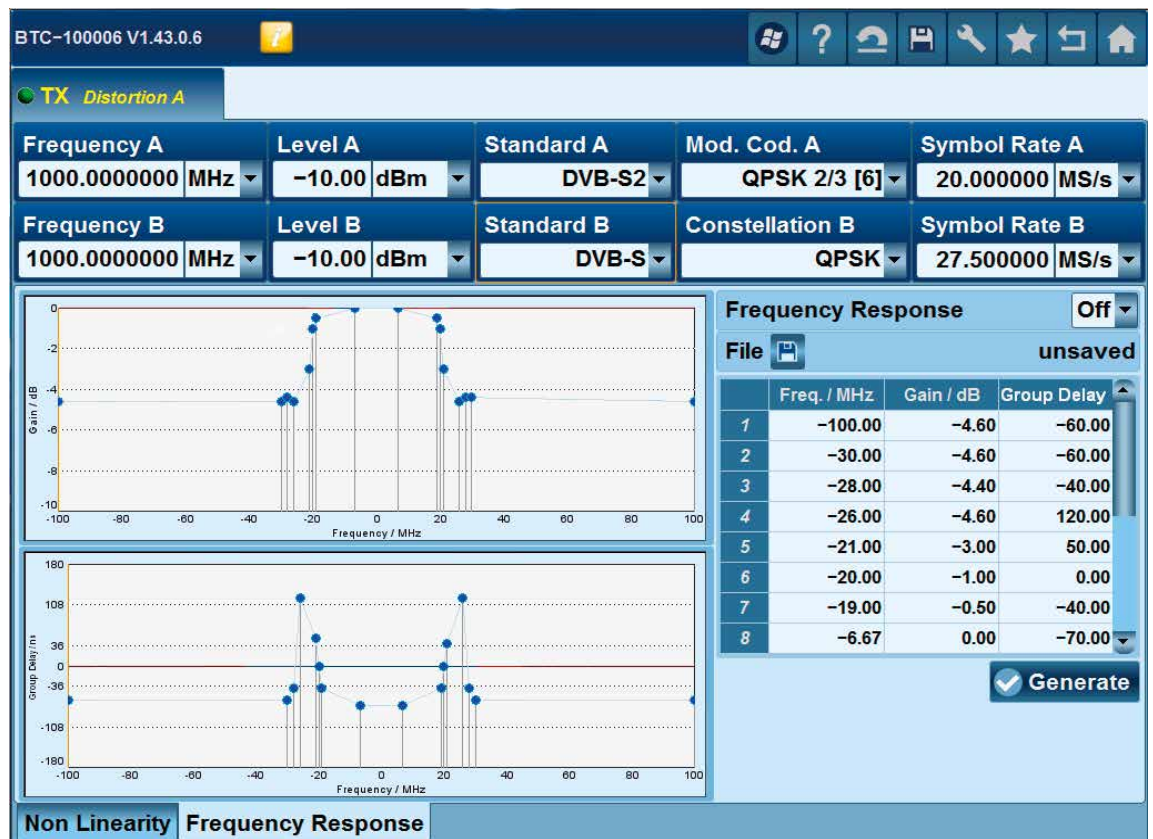 BTC-100006 V1.43.0.6
i ?
TX Distortion A
Frequency A Level A Standard A Mod. Cod. A Symbol Rate A
1000.0000000 MHz -10.00 dBm DVB-S2 QPSK 2/3 [6] 20.000000 MS/s
Frequency B Level B Standard B Constellation B Symbol Rate B
1000.0000000 MHz -10.00 dBm DVB-S QPSK 27.500000 MS/s
0
-2
-4
-6
-8
-10
Gain / dB
-100 -80 -60 -40 -20 0 20 40 60 80 100
Frequency / MHz
180
108
36
0
-36
-108
-180
Group Delay/ns
-100 -80 -60 -40 -20 0 20 40 60 80 100
Frequency / MHz
Frequency Response Off
File unsaved
Freq. / MHz Gain / dB Group Delay
1 -100.00 -4.60 -60.00
2 -30.00 -4.60 -60.00
3 -28.00 -4.40 -40.00
4 -26.00 -4.60 120.00
5 -21.00 -3.00 50.00
6 -20.00 -1.00 0.00
7 -19.00 -0.50 -40.00
8 -6.67 0.00 -70.00
Generate
Non Linearity Frequency Response